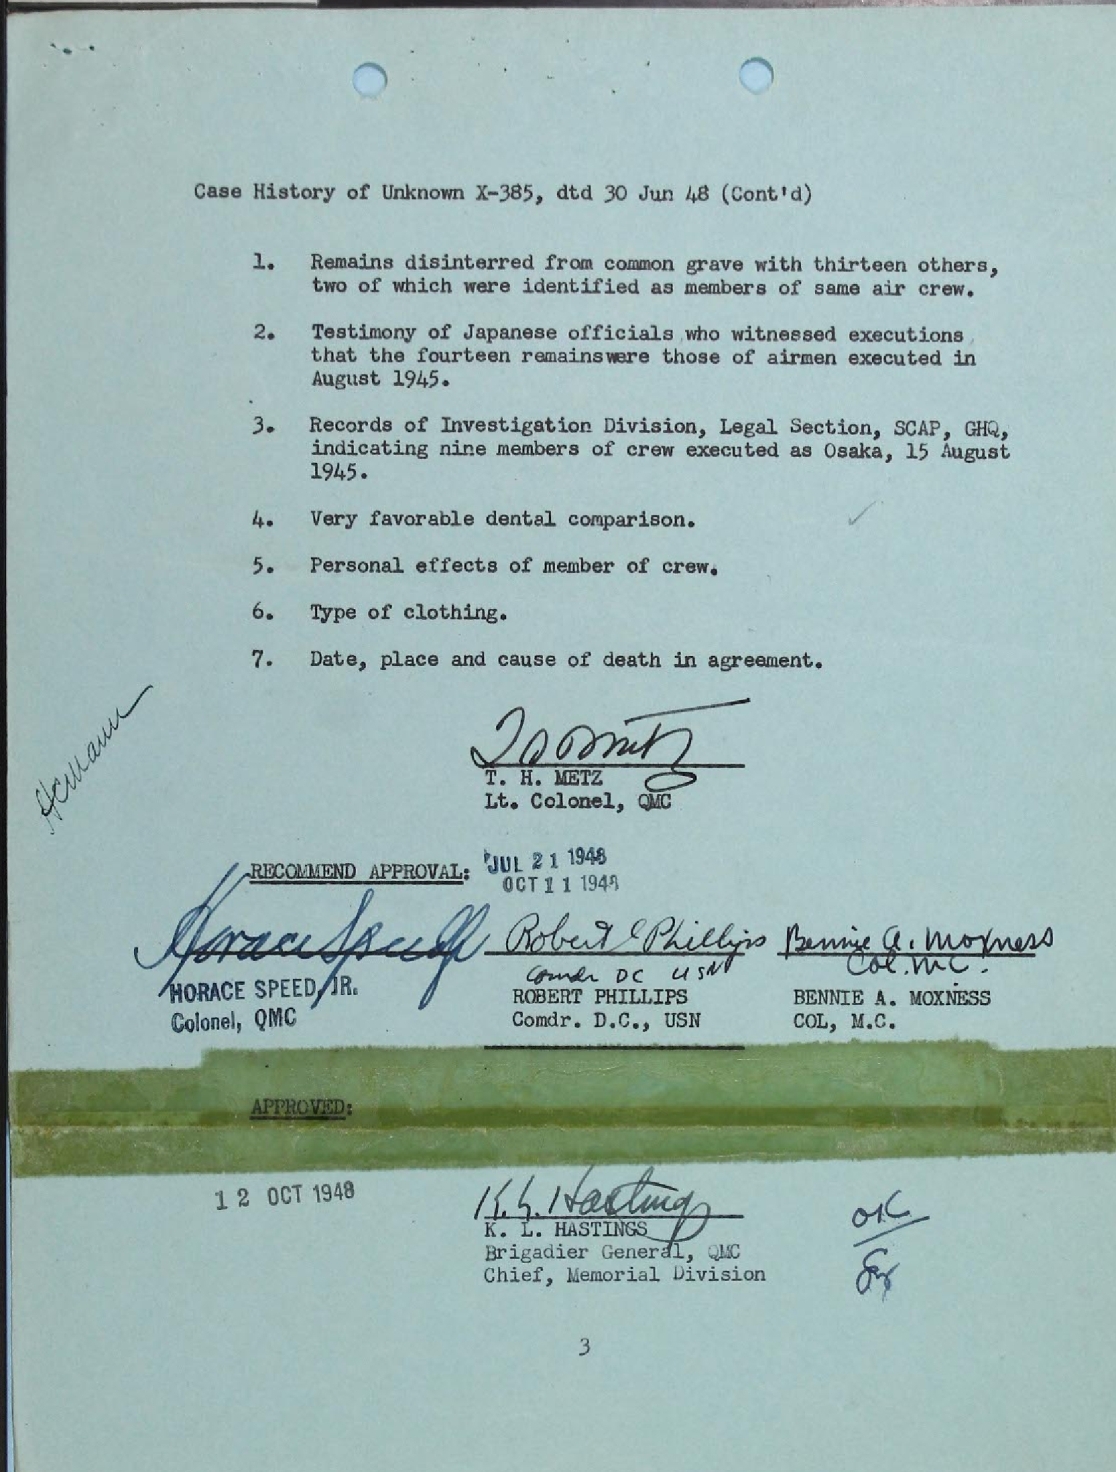 Case History of Unknown X-385, dtd 30 Jun 48 (Cont'd)
1. Remains disinterred from common grave with thirteen others,
two of which were identified as members of same air crew.
2. Testimony of Japanese officials who witnessed executions
that the fourteen remainswere those of airmen executed in
August 1945.
3. Records of Investigation Division, Legal Section, SCAP, GHQ,
indicating nine members of crew executed as Osaka, 15 August
1945.
4. Very favorable dental comparison.
5. Personal effects of member of crew.
6. Type of clothing.
7. Date, place and cause of death in agreement.
T. H. METZ
Lt. Colonel, QMC
RECOMMEND APPROVAL: JUL 21 1948
OCT 11 1948
Horace Speed Robert Phillips Bennie A. Moxness
Comdr DC USN Col. MC.
HORACE SPEED, JR. ROBERT PHILLIPS BENNIE A. MOXNESS
Colonel, QMC Comdr. D.C., USN COL, M.C.
APPROVED:
12 OCT 1948 K. L. Hastings
K. L. HASTINGS
Brigadier General, QMC
Chief, Memorial Division
OK
3